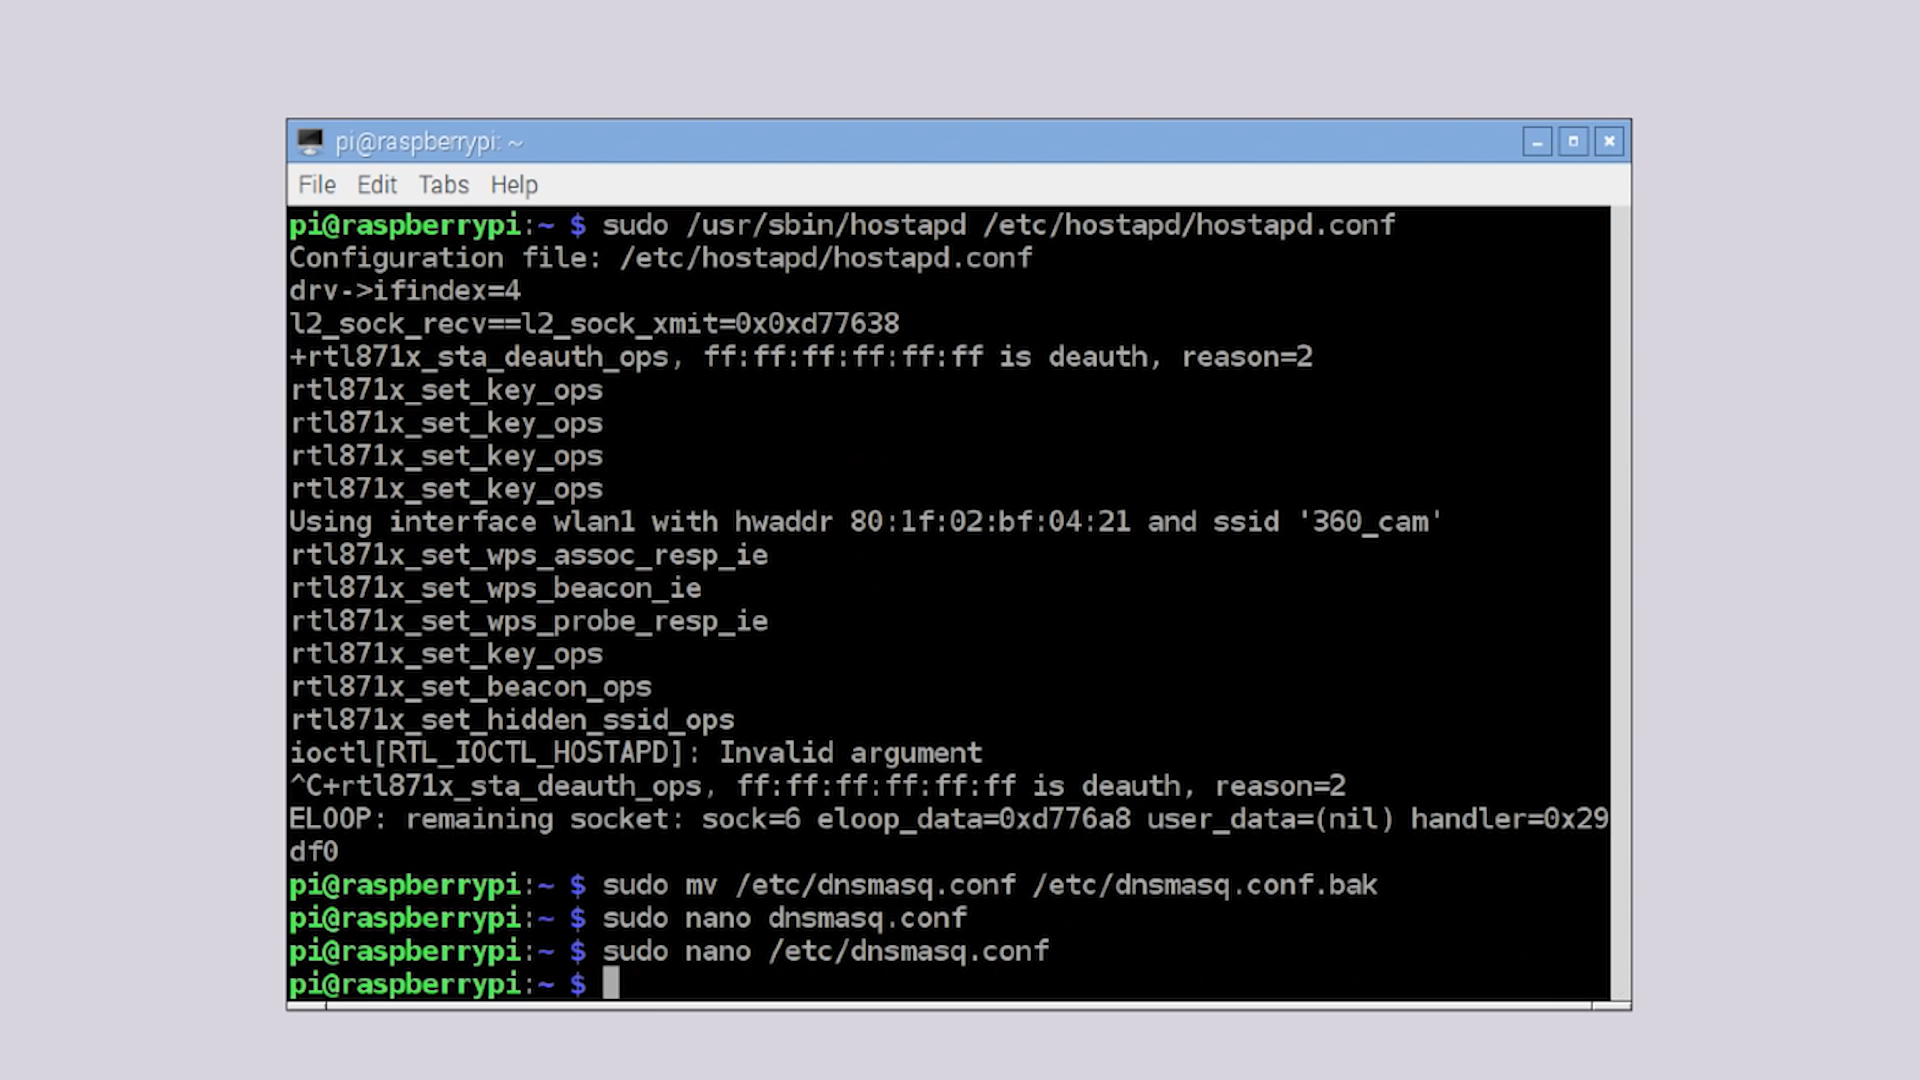 pi@raspberrypi: ~
File Edit Tabs Help
pi@raspberrypi:~ $ sudo /usr/sbin/hostapd /etc/hostapd/hostapd.conf
Configuration file: /etc/hostapd/hostapd.conf
drv->ifindex=4
l2_sock_recv==l2_sock_xmit=0x0xd77638
+rtl871x_sta_deauth_ops, ff:ff:ff:ff:ff:ff is deauth, reason=2
rtl871x_set_key_ops
rtl871x_set_key_ops
rtl871x_set_key_ops
rtl871x_set_key_ops
Using interface wlan1 with hwaddr 80:1f:02:bf:04:21 and ssid '360_cam'
rtl871x_set_wps_assoc_resp_ie
rtl871x_set_wps_beacon_ie
rtl871x_set_wps_probe_resp_ie
rtl871x_set_key_ops
rtl871x_set_beacon_ops
rtl871x_set_hidden_ssid_ops
ioctl[RTL_IOCTL_HOSTAPD]: Invalid argument
^C+rtl871x_sta_deauth_ops, ff:ff:ff:ff:ff:ff is deauth, reason=2
ELOOP: remaining socket: sock=6 eloop_data=0xd776a8 user_data=(nil) handler=0x29
df0
pi@raspberrypi:~ $ sudo mv /etc/dnsmasq.conf /etc/dnsmasq.conf.bak
pi@raspberrypi:~ $ sudo nano dnsmasq.conf
pi@raspberrypi:~ $ sudo nano /etc/dnsmasq.conf
pi@raspberrypi:~ $